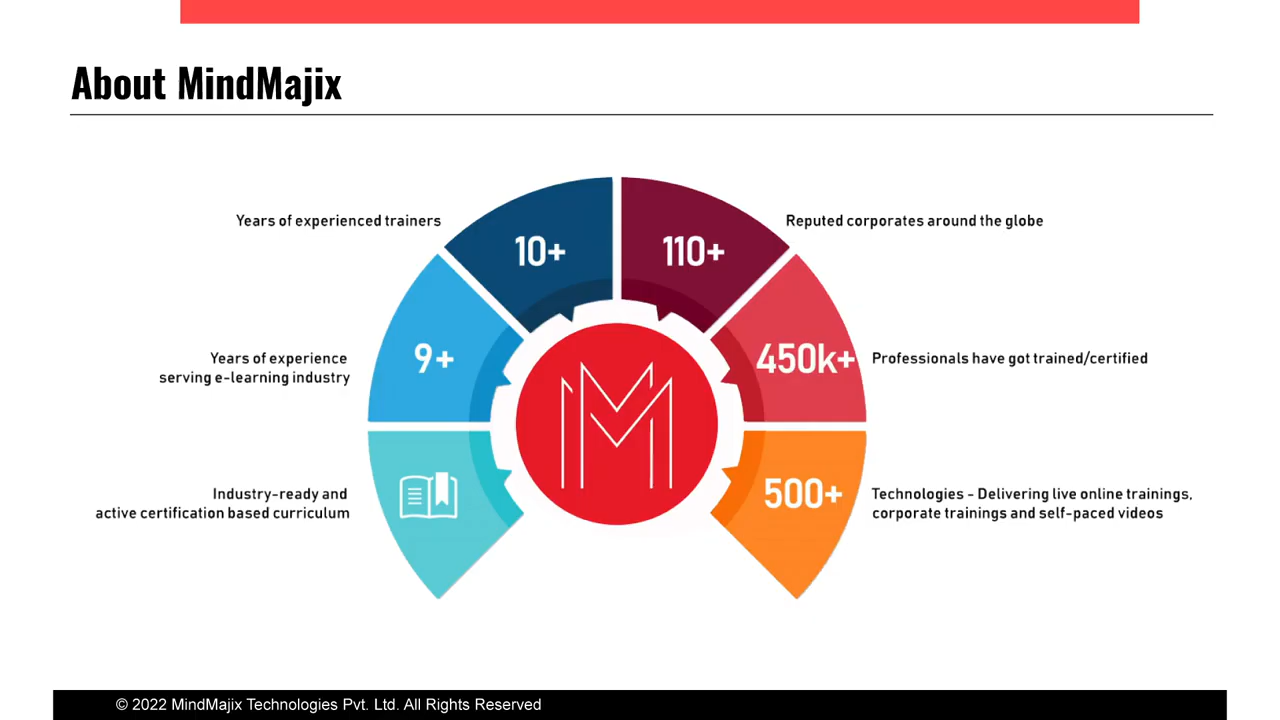 About MindMajix
Years of experienced trainers
10+
110+
Reputed corporates around the globe
Years of experience
serving e-learning industry
9+
450k+
Professionals have got trained/certified
Industry-ready and
active certification based curriculum
500+
Technologies - Delivering live online trainings,
corporate trainings and self-paced videos
© 2022 MindMajix Technologies Pvt. Ltd. All Rights Reserved